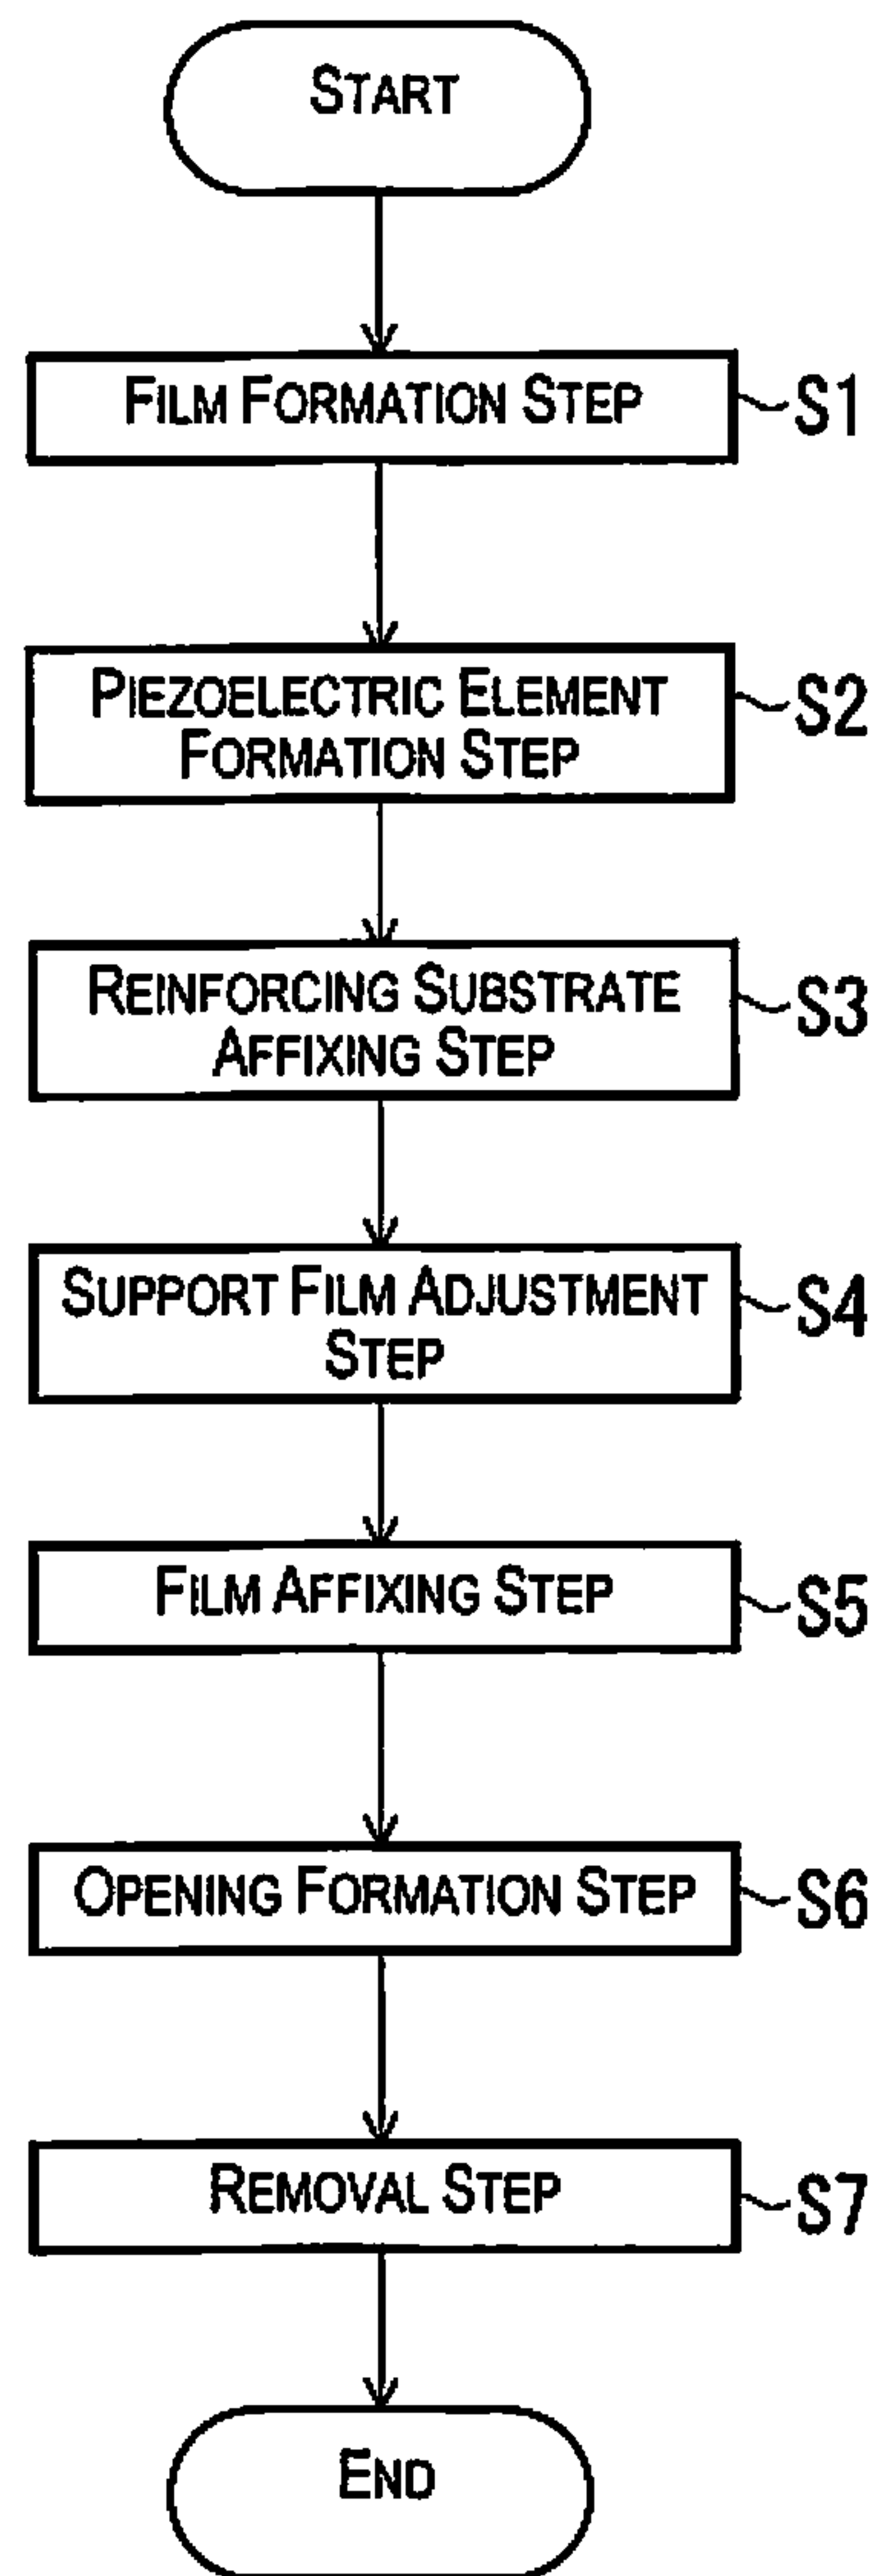 START
FILM FORMATION STEP
S1
PIEZOELECTRIC ELEMENT
FORMATION STEP
S2
REINFORCING SUBSTRATE
AFFIXING STEP
S3
SUPPORT FILM ADJUSTMENT
STEP
S4
FILM AFFIXING STEP
S5
OPENING FORMATION STEP
S6
REMOVAL STEP
S7
END